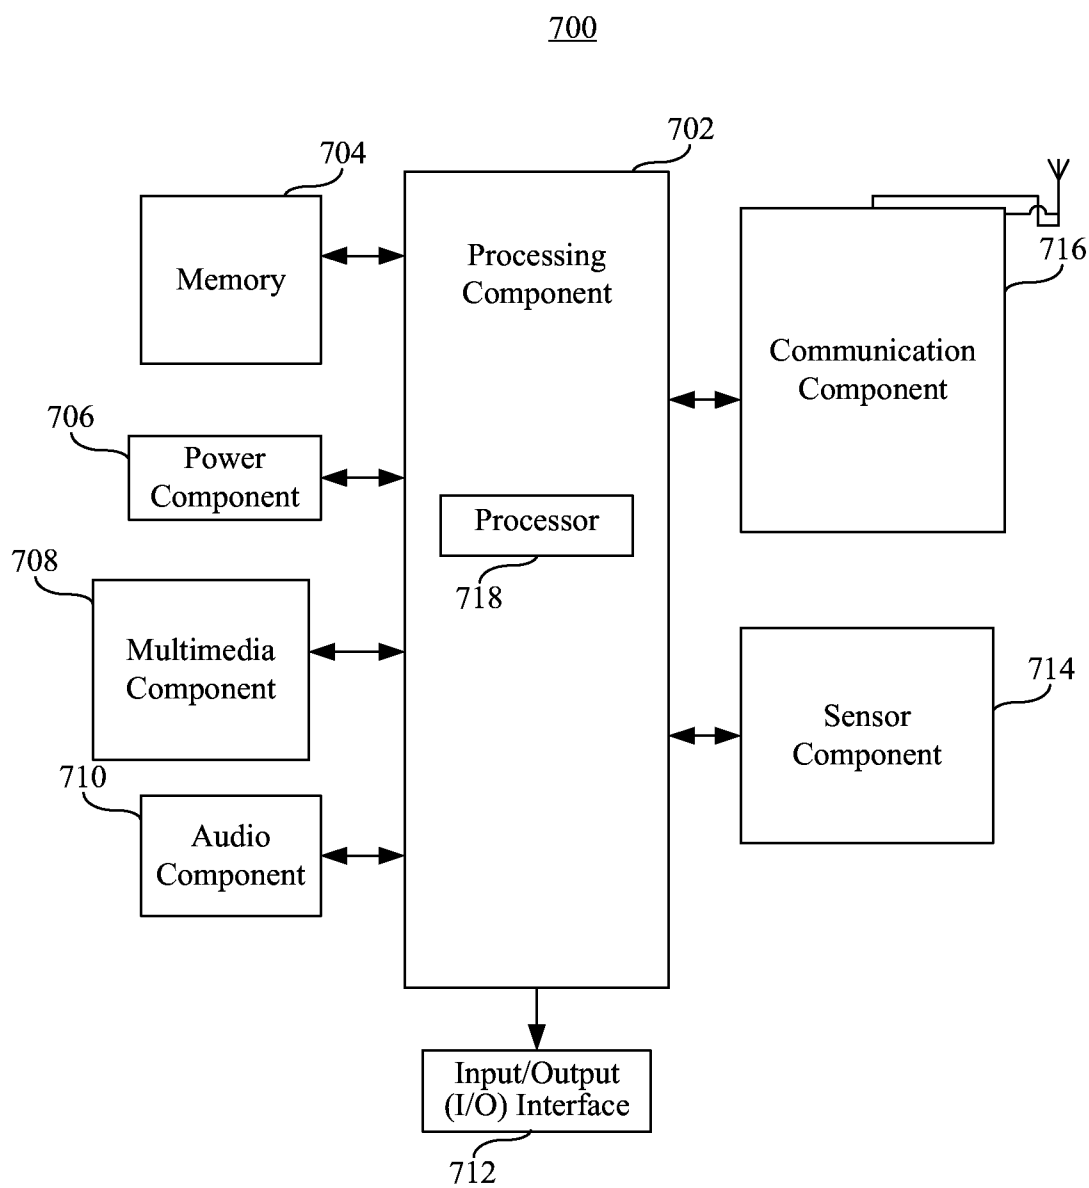 700
702
704
Memory
Processing
Component
716
Communication
Component
706
Power
Component
Processor
718
708
Multimedia
Component
714
Sensor
Component
710
Audio
Component
Input/Output
(I/O) Interface
712